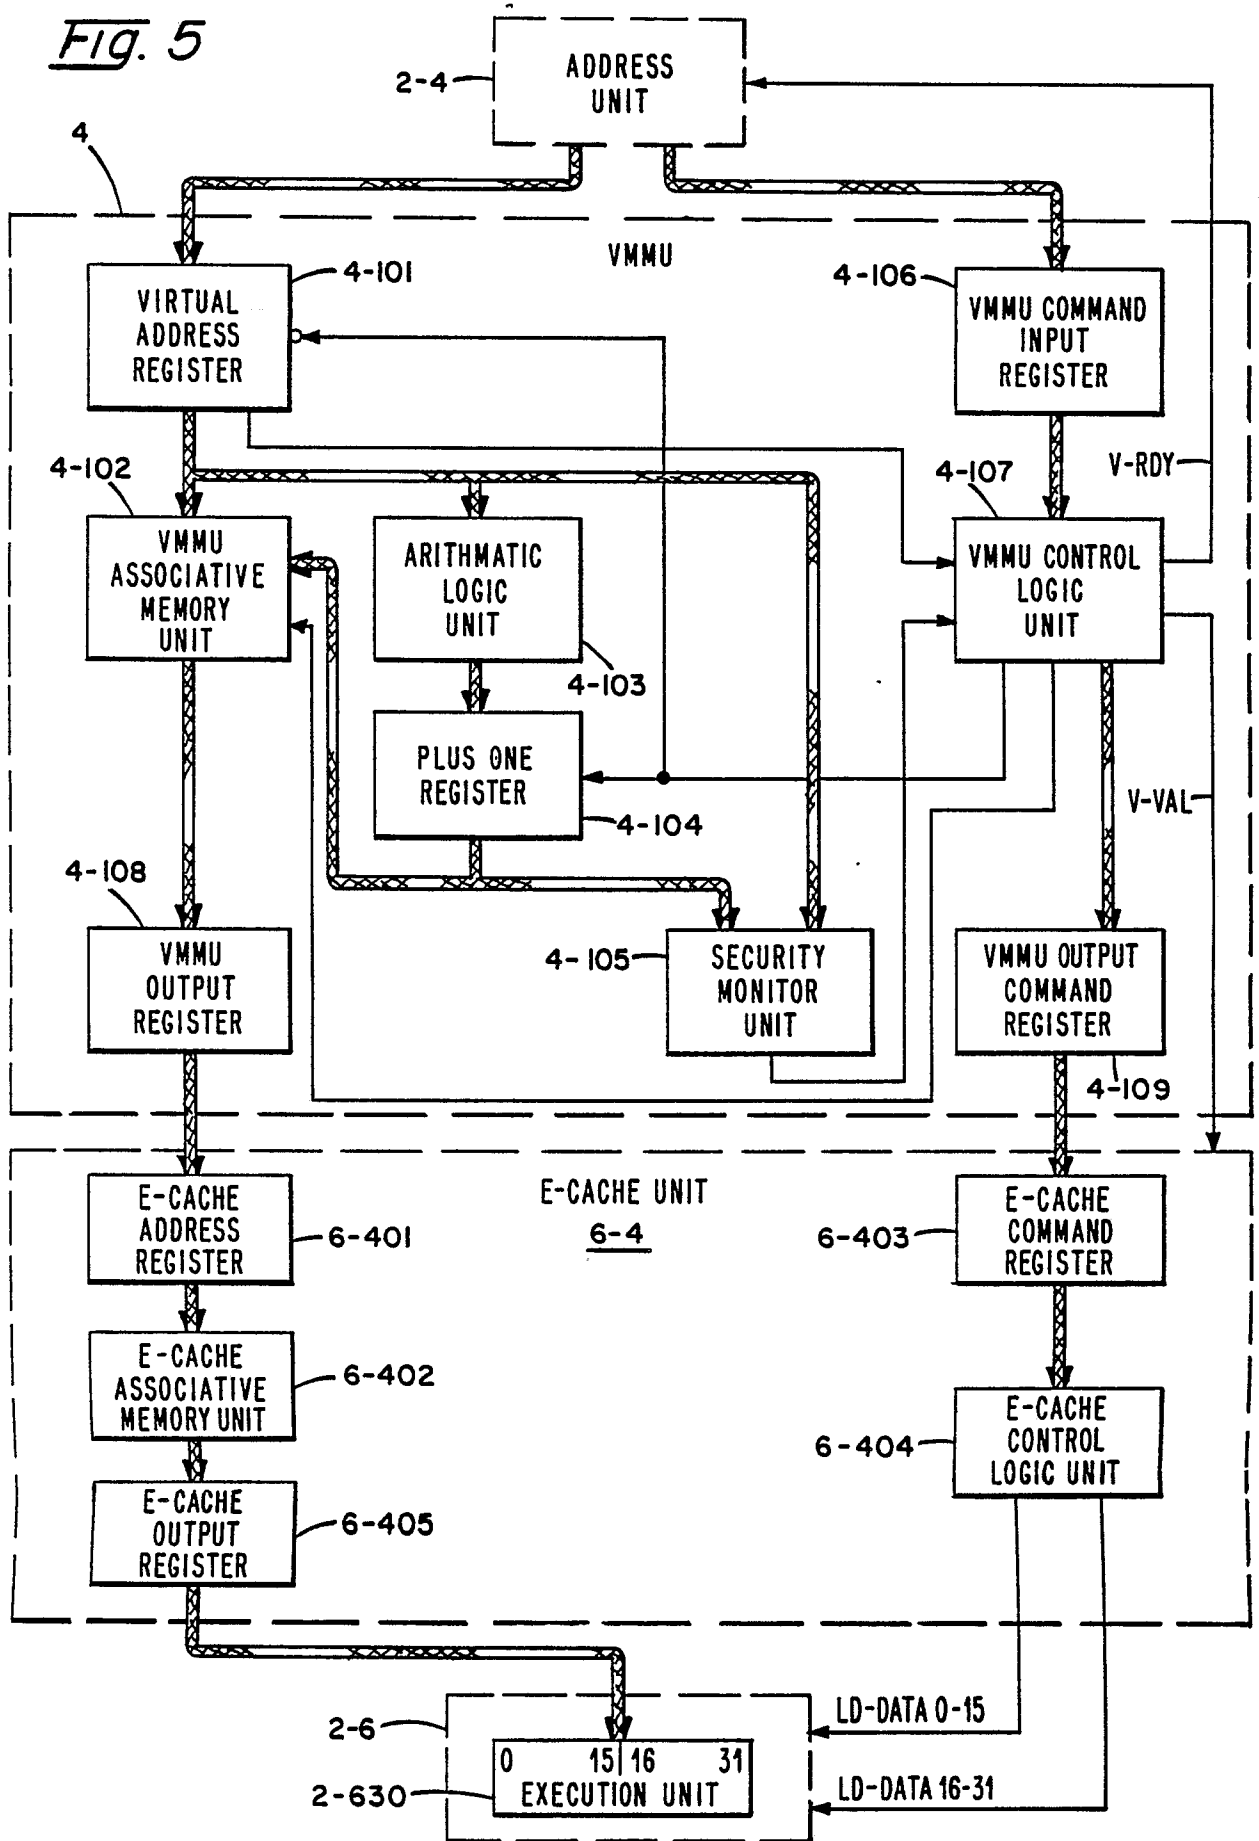 Fig. 5
2-4
ADDRESS
UNIT
4
VMMU
4-101
VIRTUAL
ADDRESS
REGISTER
4-106
VMMU COMMAND
INPUT
REGISTER
4-102
VMMU
ASSOCIATIVE
MEMORY
UNIT
ARITHMATIC
LOGIC
UNIT
4-103
4-107
VMMU CONTROL
LOGIC
UNIT
V-RDY
PLUS ONE
REGISTER
4-104
V-VAL
4-108
VMMU
OUTPUT
REGISTER
4-105
SECURITY
MONITOR
UNIT
VMMU OUTPUT
COMMAND
REGISTER
4-109
E-CACHE UNIT
6-4
E-CACHE
ADDRESS
REGISTER
6-401
6-403
E-CACHE
COMMAND
REGISTER
E-CACHE
ASSOCIATIVE
MEMORY UNIT
6-402
6-404
E-CACHE
CONTROL
LOGIC UNIT
E-CACHE
OUTPUT
REGISTER
6-405
2-6
LD-DATA 0-15
0 15 16 31
EXECUTION UNIT
2-630
LD-DATA 16-31